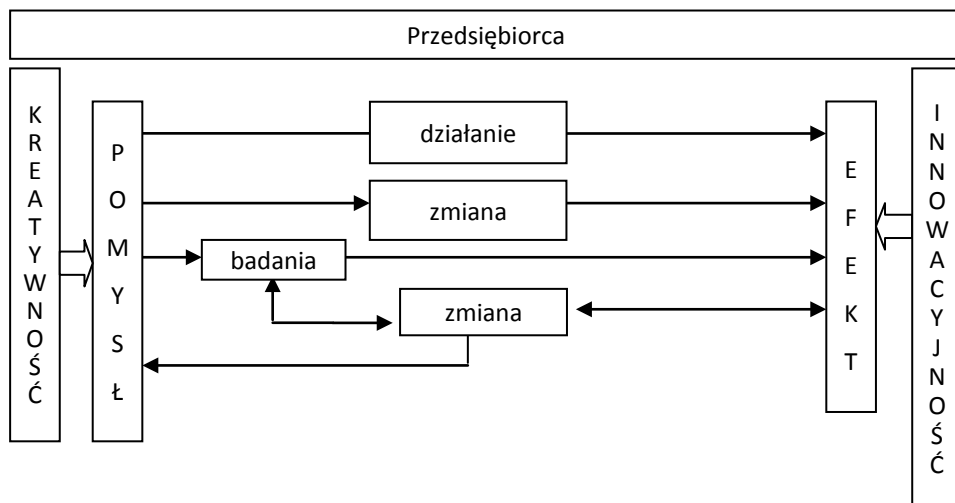 Przedsiębiorca
KREATYWNOŚĆ
POMYSŁ
działanie
zmiana
badania
zmiana
EFEKT
INNOWACYJNOŚĆ